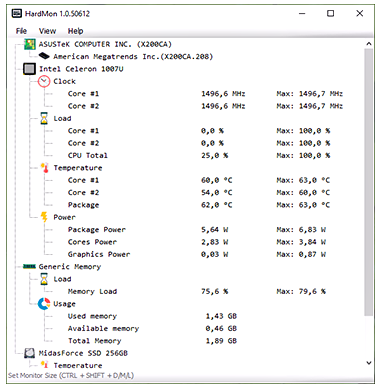 HardMon 1.0.50612
File View Help
ASUSTeK COMPUTER INC. (X200CA)
American Megatrends Inc.(X200CA.208)
Intel Celeron 1007U
Clock
Core #1 1496,6 MHz Max: 1496,7 MHz
Core #2 1496,6 MHz Max: 1496,7 MHz
Load
Core #1 0,0 % Max: 100,0 %
Core #2 0,0 % Max: 100,0 %
CPU Total 25,0 % Max: 100,0 %
Temperature
Core #1 60,0 °C Max: 63,0 °C
Core #2 54,0 °C Max: 60,0 °C
Package 62,0 °C Max: 63,0 °C
Power
Package Power 5,64 W Max: 6,83 W
Cores Power 2,83 W Max: 3,84 W
Graphics Power 0,03 W Max: 0,87 W
Generic Memory
Load
Memory Load 75,6 % Max: 79,6 %
Usage
Used memory 1,43 GB
Available memory 0,46 GB
Total Memory 1,89 GB
MidasForce SSD 256GB
Temperature
Set Monitor Size (CTRL + SHIFT + D/M/L)